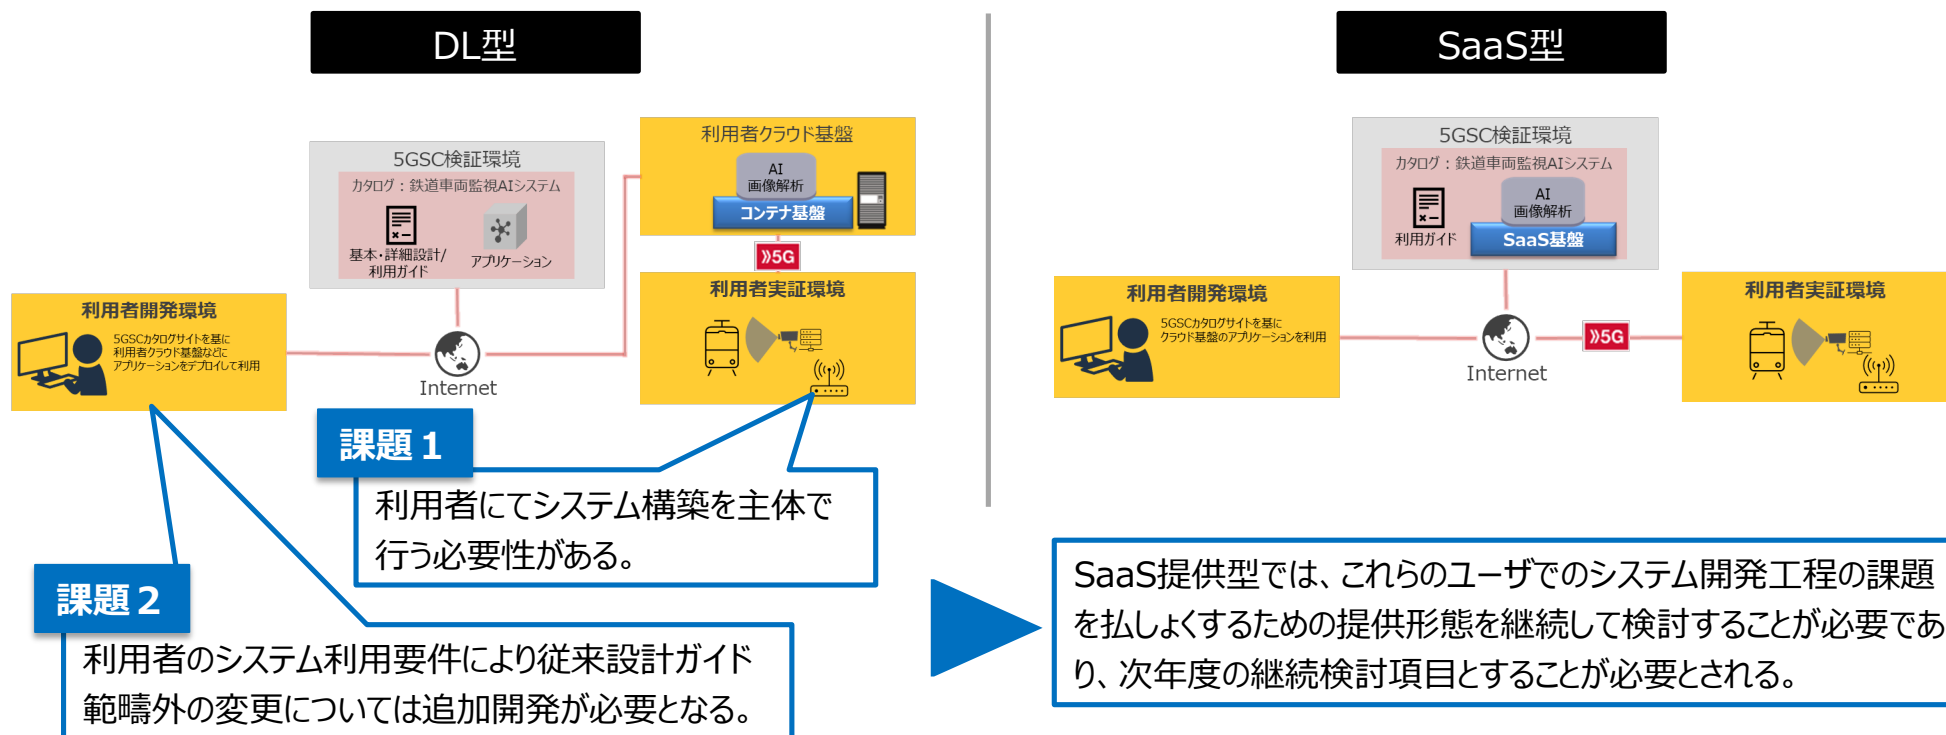 DL型
5GSC検証環境
カタログ：鉄道車両監視AIシステム
基本・詳細設計/
利用ガイド
アプリケーション
利用者クラウド基盤
AI
画像解析
コンテナ基盤
5G
利用者実証環境
利用者開発環境
5GSCカタログサイトを基に
利用者クラウド基盤などに
アプリケーションをデプロイして利用
Internet
課題１
利用者にてシステム構築を主体で
行う必要性がある。
課題２
利用者のシステム利用要件により従来設計ガイド
範疇外の変更については追加開発が必要となる。
SaaS型
5GSC検証環境
カタログ：鉄道車両監視AIシステム
利用ガイド
AI
画像解析
SaaS基盤
利用者開発環境
5GSCカタログサイトを基に
クラウド基盤のアプリケーションを利用
Internet
5G
利用者実証環境
SaaS提供型では、これらのユーザでのシステム開発工程の課題
を払しょくするための提供形態を継続して検討することが必要であ
り、次年度の継続検討項目とすることが必要とされる。